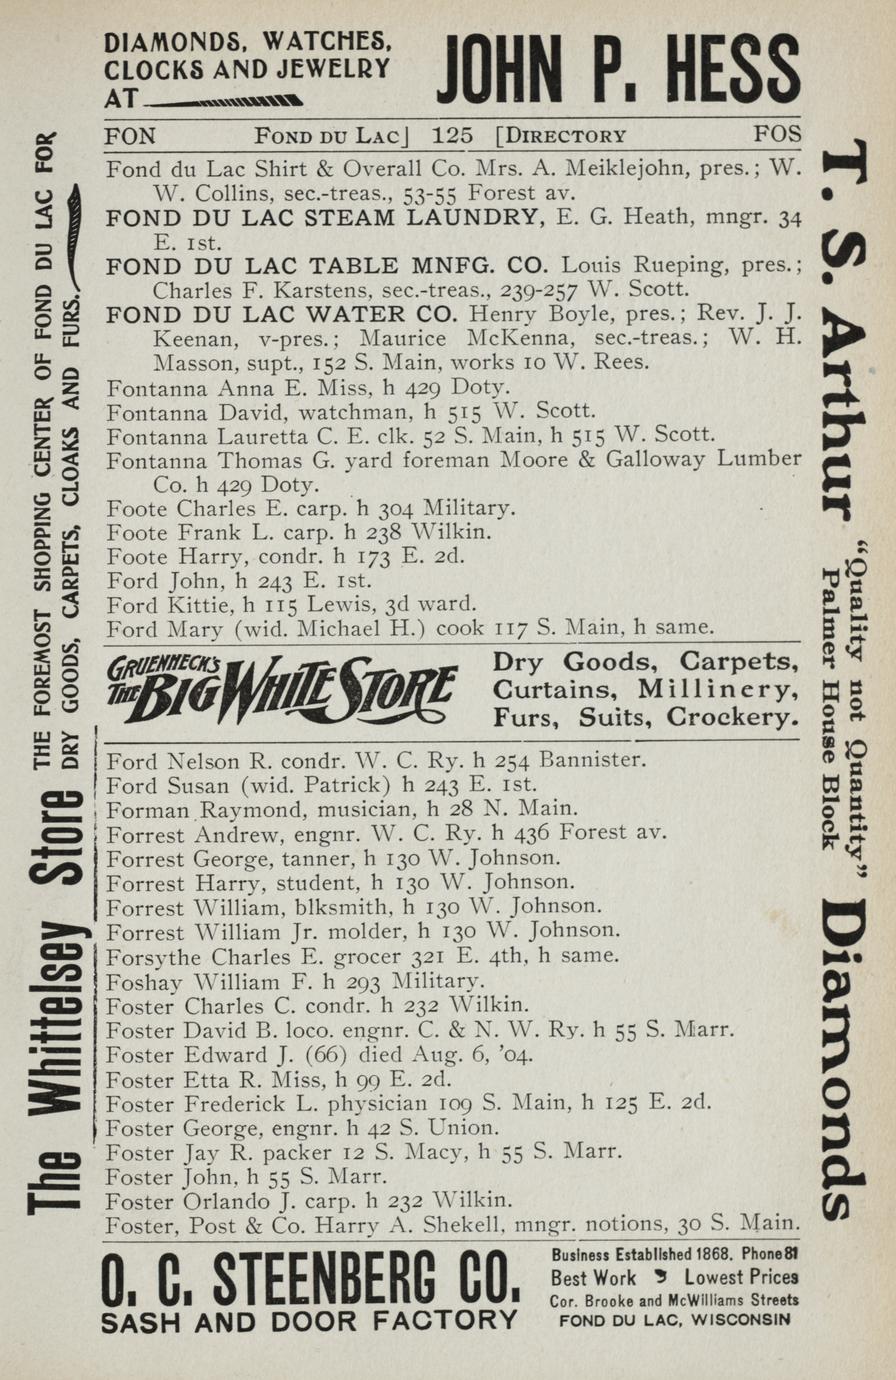 DIAMONDS, WATCHES,
CLOCKS AND JEWELRY
AT
JOHN P. HESS
FON FOND DU LAC] 125 [DIRECTORY FOS
Fond du Lac Shirt & Overall Co. Mrs. A. Meiklejohn, pres.; W.
W. Collins, sec.-treas., 53-55 Forest av.
FOND DU LAC STEAM LAUNDRY, E. G. Heath, mngr. 34
E. 1st.
FOND DU LAC TABLE MNFG. CO. Louis Rueping, pres.;
Charles F. Karstens, sec.-treas., 239-257 W. Scott.
FOND DU LAC WATER CO. Henry Boyle, pres.; Rev. J. J.
Keenan, v-pres.; Maurice McKenna, sec.-treas.; W. H.
Masson, supt., 152 S. Main, works 10 W. Rees.
Fontanna Anna E. Miss, h 429 Doty.
Fontanna David, watchman, h 515 W. Scott.
Fontanna Lauretta C. E. clk. 52 S. Main, h 515 W. Scott.
Fontanna Thomas G. yard foreman Moore & Galloway Lumber
Co. h 429 Doty.
Foote Charles E. carp. h 304 Military.
Foote Frank L. carp. h 238 Wilkin.
Foote Harry, condr. h 173 E. 2d.
Ford John, h 243 E. 1st.
Ford Kittie, h 115 Lewis, 3d ward.
Ford Mary (wid. Michael H.) cook 117 S. Main, h same.
GRUENHECK'S
THE BIG WHITE STORE
Dry Goods, Carpets,
Curtains, Millinery,
Furs, Suits, Crockery.
Ford Nelson R. condr. W. C. Ry. h 254 Bannister.
Ford Susan (wid. Patrick) h 243 E. 1st.
Forman Raymond, musician, h 28 N. Main.
Forrest Andrew, engnr. W. C. Ry. h 436 Forest av.
Forrest George, tanner, h 130 W. Johnson.
Forrest Harry, student, h 130 W. Johnson.
Forrest William, blksmith, h 130 W. Johnson.
Forrest William Jr. molder, h 130 W. Johnson.
Forsythe Charles E. grocer 321 E. 4th, h same.
Foshay William F. h 293 Military.
Foster Charles C. condr. h 232 Wilkin.
Foster David B. loco. engnr. C. & N. W. Ry. h 55 S. Marr.
Foster Edward J. (66) died Aug. 6, '04.
Foster Etta R. Miss, h 99 E. 2d.
Foster Frederick L. physician 109 S. Main, h 125 E. 2d.
Foster George, engnr. h 42 S. Union.
Foster Jay R. packer 12 S. Macy, h 55 S. Marr.
Foster John, h 55 S. Marr.
Foster Orlando J. carp. h 232 Wilkin.
Foster, Post & Co. Harry A. Shekell, mngr. notions, 30 S. Main.
O. C. STEENBERG CO.
SASH AND DOOR FACTORY
Business Established 1868. Phone 81
Best Work Lowest Prices
Cor. Brooke and McWilliams Streets
FOND DU LAC, WISCONSIN
The Whittelsey Store
THE FOREMOST SHOPPING CENTER OF FOND DU LAC FOR
DRY GOODS, CARPETS, CLOAKS AND FURS.
T. S. Arthur
"Quality not Quantity"
Palmer House Block
Diamonds